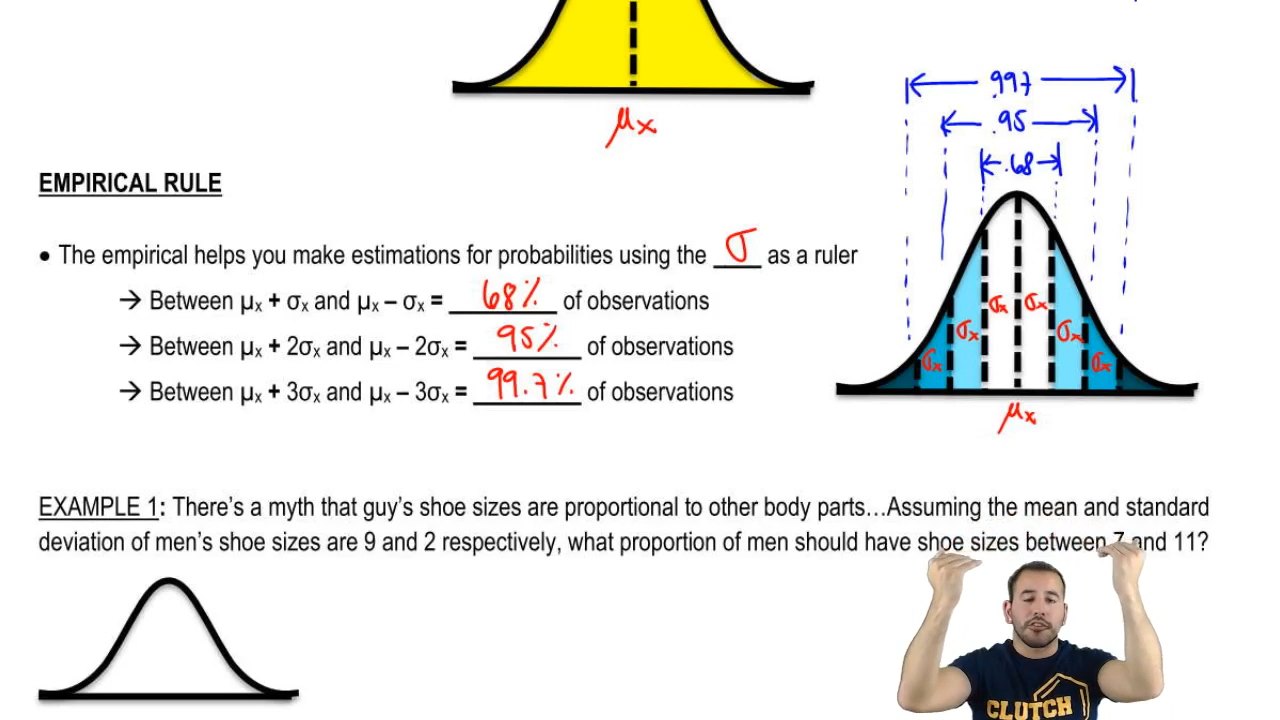 μx
.997
.95
.68
EMPIRICAL RULE
• The empirical helps you make estimations for probabilities using the σ as a ruler
→ Between μx + σx and μx – σx = 68% of observations
→ Between μx + 2σx and μx – 2σx = 95% of observations
→ Between μx + 3σx and μx – 3σx = 99.7% of observations
σx σx σx σx σx σx
μx
EXAMPLE 1: There's a myth that guy's shoe sizes are proportional to other body parts…Assuming the mean and standard
deviation of men's shoe sizes are 9 and 2 respectively, what proportion of men should have shoe sizes between 7 and 11?
CLUTCH